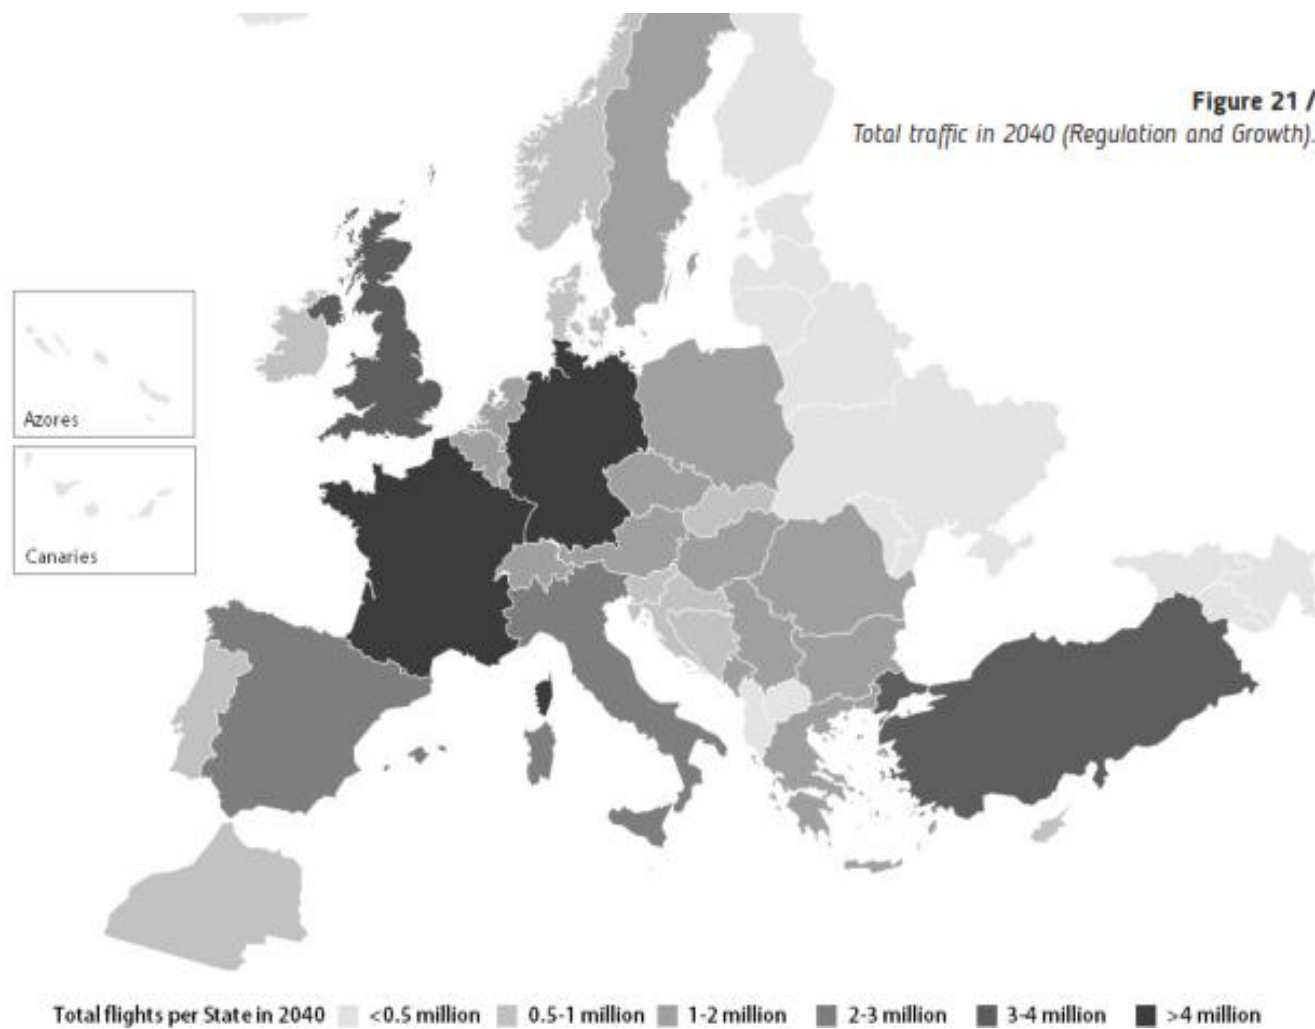 Figure 21 /
Total traffic in 2040 (Regulation and Growth).
Azores
Canaries
Total flights per State in 2040 <0.5 million 0.5-1 million 1-2 million 2-3 million 3-4 million >4 million